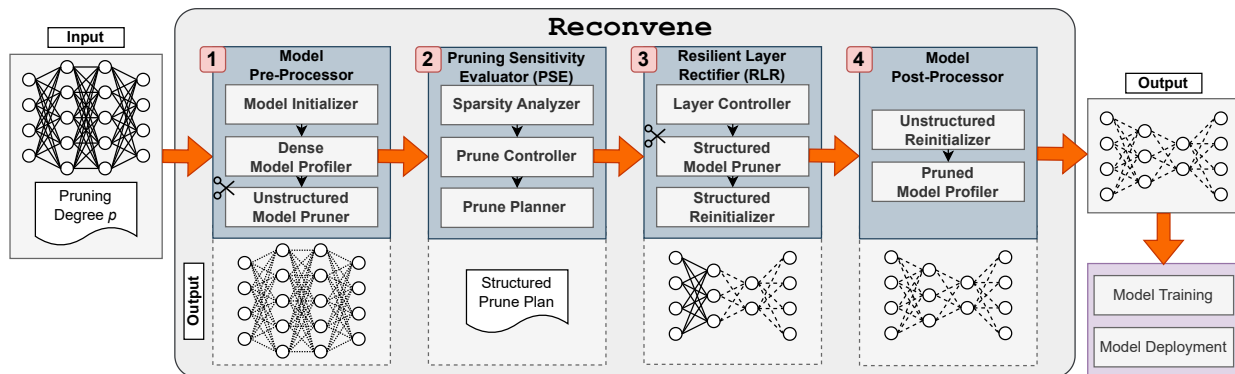 Reconvene
Input
Pruning
Degree p
1
Model
Pre-Processor
Model Initializer
Dense
Model Profiler
Unstructured
Model Pruner
Output
2
Pruning Sensitivity
Evaluator (PSE)
Sparsity Analyzer
Prune Controller
Prune Planner
Structured
Prune Plan
3
Resilient Layer
Rectifier (RLR)
Layer Controller
Structured
Model Pruner
Structured
Reinitializer
4
Model
Post-Processor
Unstructured
Reinitializer
Pruned
Model Profiler
Output
Model Training
Model Deployment